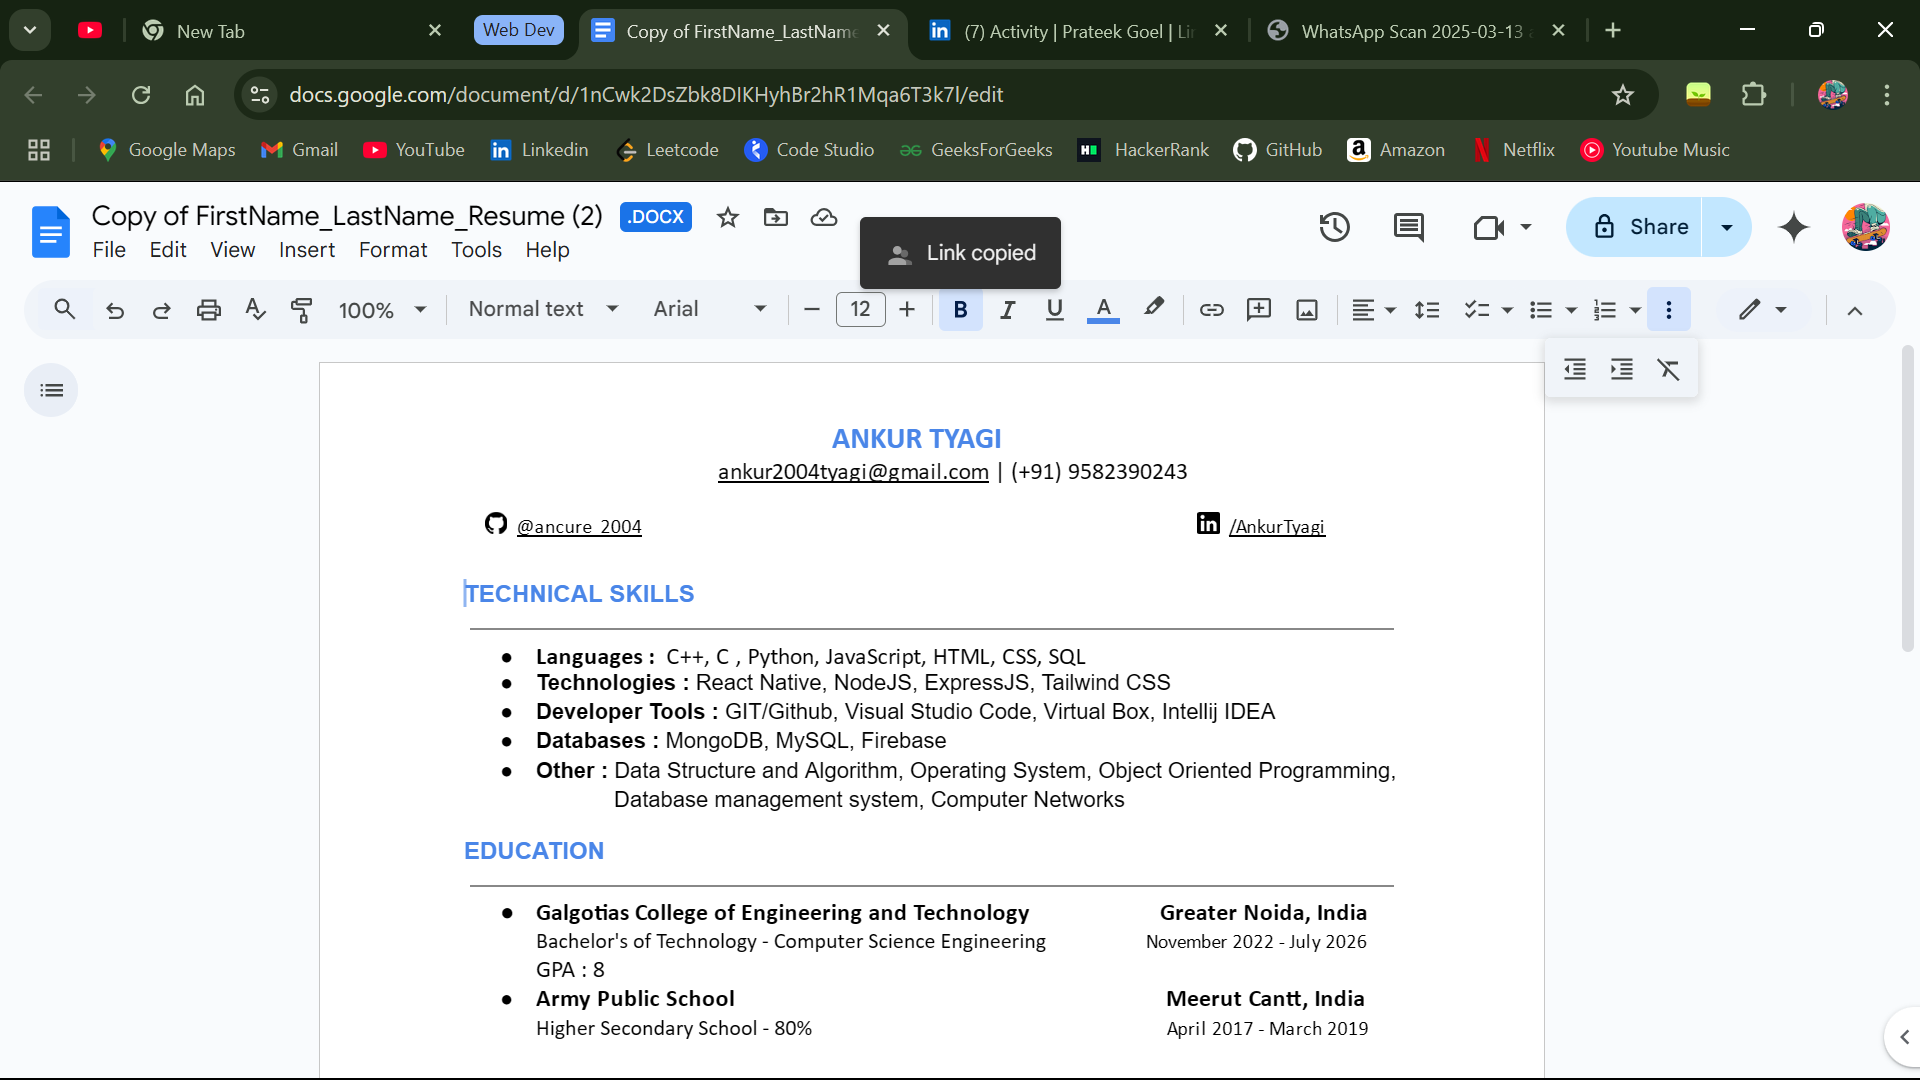 New Tab
Web Dev
Copy of FirstName_LastName
(7) Activity | Prateek Goel | Li
WhatsApp Scan 2025-03-13
docs.google.com/document/d/1nCwk2DsZbk8DIKHyhBr2hR1Mqa6T3k7l/edit
Google Maps
Gmail
YouTube
Linkedin
Leetcode
Code Studio
GeeksForGeeks
HackerRank
GitHub
Amazon
Netflix
Youtube Music
Copy of FirstName_LastName_Resume (2) .DOCX
File Edit View Insert Format Tools Help
Link copied
Share
100% Normal text Arial 12
ANKUR TYAGI
ankur2004tyagi@gmail.com | (+91) 9582390243
@ancure_2004
/AnkurTyagi
TECHNICAL SKILLS
● Languages : C++, C , Python, JavaScript, HTML, CSS, SQL
● Technologies : React Native, NodeJS, ExpressJS, Tailwind CSS
● Developer Tools : GIT/Github, Visual Studio Code, Virtual Box, Intellij IDEA
● Databases : MongoDB, MySQL, Firebase
● Other : Data Structure and Algorithm, Operating System, Object Oriented Programming,
Database management system, Computer Networks
EDUCATION
● Galgotias College of Engineering and Technology Greater Noida, India
Bachelor's of Technology - Computer Science Engineering November 2022 - July 2026
GPA : 8
● Army Public School Meerut Cantt, India
Higher Secondary School - 80% April 2017 - March 2019